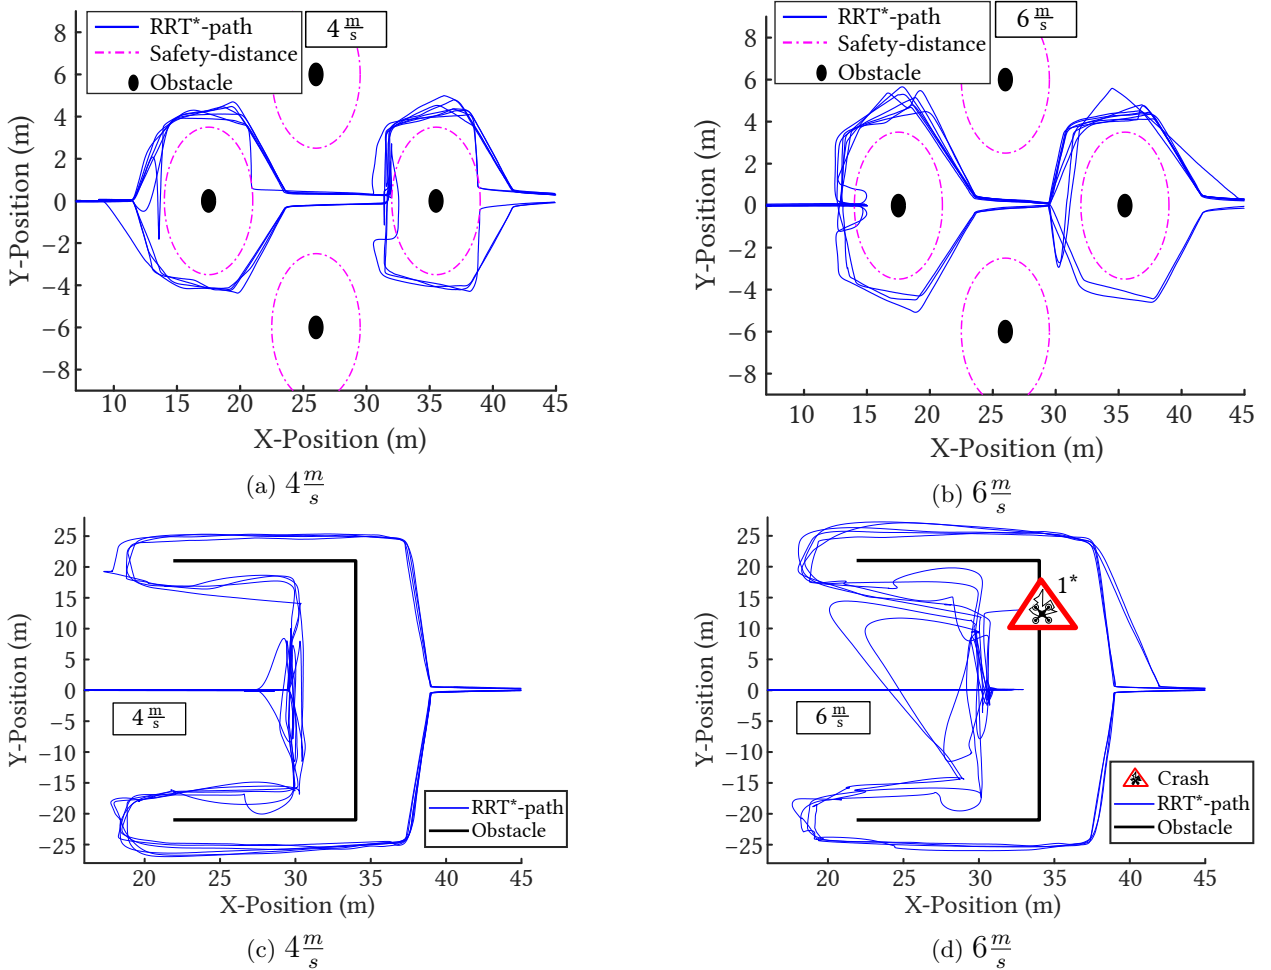 RRT*-path
Safety-distance
Obstacle
4 m/s
8
6
4
2
0
−2
−4
−6
−8
10 15 20 25 30 35 40 45
Y-Position (m)
X-Position (m)
(a) 4 m/s
RRT*-path
Safety-distance
Obstacle
6 m/s
8
6
4
2
0
−2
−4
−6
−8
10 15 20 25 30 35 40 45
Y-Position (m)
X-Position (m)
(b) 6 m/s
25
20
15
10
5
0
−5
−10
−15
−20
−25
4 m/s
RRT*-path
Obstacle
20 25 30 35 40 45
Y-Position (m)
X-Position (m)
(c) 4 m/s
25
20
15
10
5
0
−5
−10
−15
−20
−25
1*
6 m/s
Crash
RRT*-path
Obstacle
20 25 30 35 40 45
Y-Position (m)
X-Position (m)
(d) 6 m/s